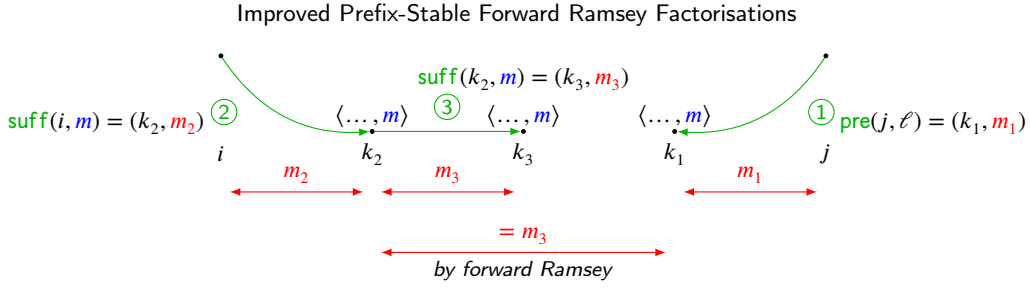 Improved Prefix-Stable Forward Ramsey Factorisations
suff(k₂, m) = (k₃, m₃)
suff(i, m) = (k₂, m₂) ② ⟨…, m⟩ ③ ⟨…, m⟩ ⟨…, m⟩ ① pre(j, ℓ) = (k₁, m₁)
i k₂ k₃ k₁ j
m₂ m₃ m₁
= m₃
by forward Ramsey